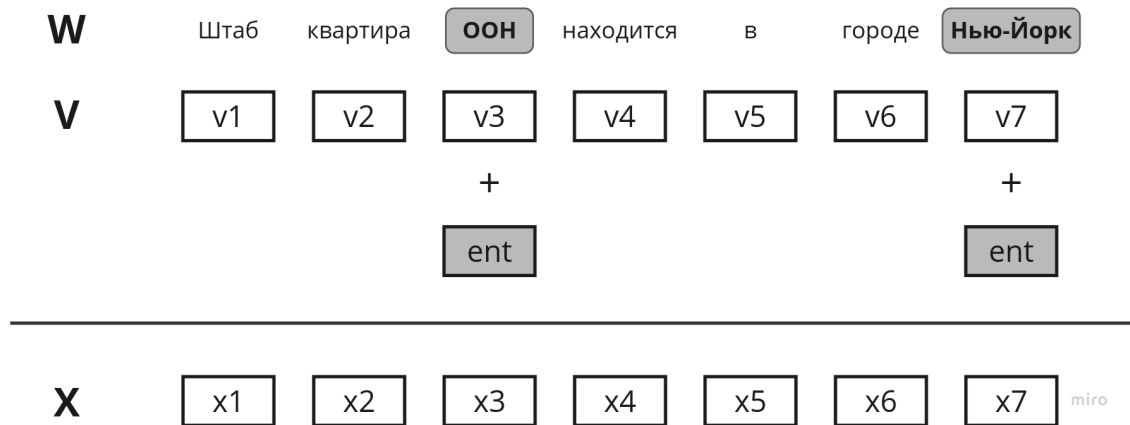 W Штаб квартира ООН находится в городе Нью-Йорк
V v1 v2 v3 v4 v5 v6 v7
+ +
ent ent
X x1 x2 x3 x4 x5 x6 x7 miro